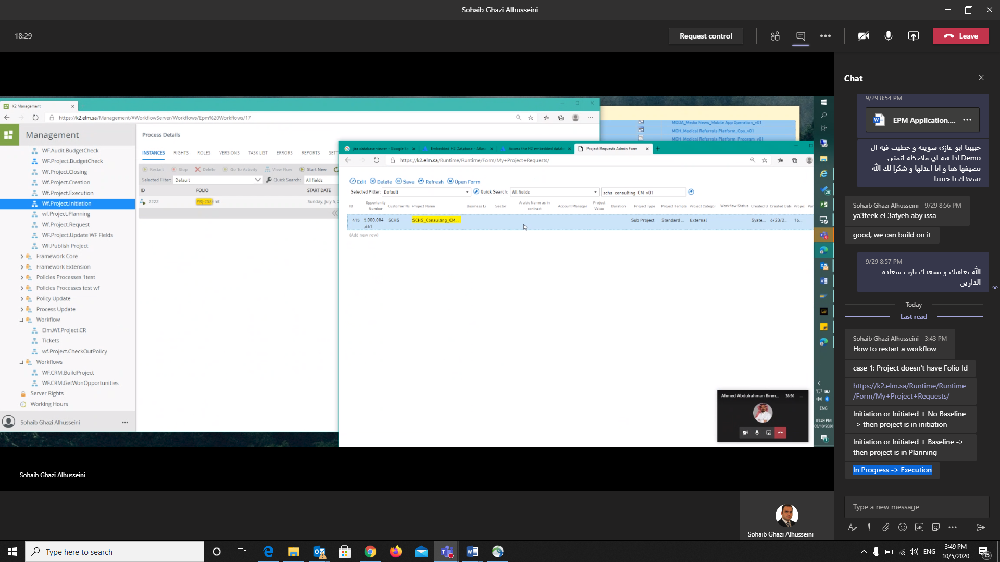 Sohaib Ghazi Alhusseini
18:29
Request control
Leave
K2 Management
https://k2.elm.sa/Management/#WorkflowServer/Workflows/Epm%20Workflows/17
Management
WF.Audit.BudgetCheck
WF.Project.BudgetCheck
Wf.Project.Closing
Wf.Project.Creation
Wf.Project.Execution
Wf.Project.Initiation
wf.Project.Planning
Wf.Project.Request
WF.Project.Update WF Fields
WF.Publish Project
Framework Core
Framework Extension
Policies Processes 1test
Policies Processes test wf
Policy Update
Process Update
Workflow
Elm.Wf.Project.CR
Tickets
wf.Project.CheckOutPolicy
Workflows
WF.CRM.BuildProject
WF.CRM.GetWonOpportunities
Server Rights
Working Hours
Sohaib Ghazi Alhusseini
Process Details
INSTANCES RIGHTS ROLES VERSIONS TASK LIST ERRORS REPORTS SETT
Restart Stop Delete Go To Activity View Flow Start New
Selected Filter: Default Quick Search: All fields
ID FOLIO START DATE
2222 PRJ-258-Init Sunday, July 5, 2
MODA_Media News_Mobile App Operation_v01
MOH_Medical Referrals Platform_Ops_v01
MOH_Medical Referrals Platform_Program_v01
jira database viewer - Google Se
Embedded H2 Database - Atlas
Access the H2 embedded datab
Project Requests Admin Form
https://k2.elm.sa/Runtime/Runtime/Form/My+Project+Requests/
Edit Delete Save Refresh Open Form
Selected Filter: Default Quick Search: All fields schs_consulting_CM_v01
ID Opportunity Number Customer Na Project Name Business Li Sector Arabic Name as in contract Account Manager Project Value Duration Project Type Project Templa Project Categor Workflow Status Created B Created Dat Project Par
415 5,000,004,661 SCHS SCHS_Consulting_CM... Sub Project Standard ... External Syste... 6/23/2... 16...
(Add new row)
Ahmed Abdulrahman Binm... 38:50
28
6
ENG
03:49 PM
05/10/2020
1
Sohaib Ghazi Alhusseini
Sohaib Ghazi Alhusseini
Chat
9/29 8:54 PM
EPM Application....
حبيبنا ابو غازي سويته و حطيت فيه ال
Demo اذا فيه اي ملاحظه اتمنى
تضيفها هنا و انا اعدلها و شكرا لك الله
يسعدك يا حبيبنا
Sohaib Ghazi Alhusseini 9/29 8:56 PM
ya3teek el 3afyeh aby issa
good, we can build on it
9/29 8:57 PM
الله يعافيك و يسعدك يارب سعادة
الدارين
Today
Last read
Sohaib Ghazi Alhusseini 3:43 PM
How to restart a workflow
case 1: Project doesn't have Folio Id
https://k2.elm.sa/Runtime/Runtime
/Form/My+Project+Requests/
Initiation or Initiated + No Baseline
-> then project is in initiation
Initiation or Initiated + Baseline ->
then project is in Planning
In Progress -> Execution
Type a new message
GIF
Type here to search
ENG
3:49 PM
10/5/2020
15